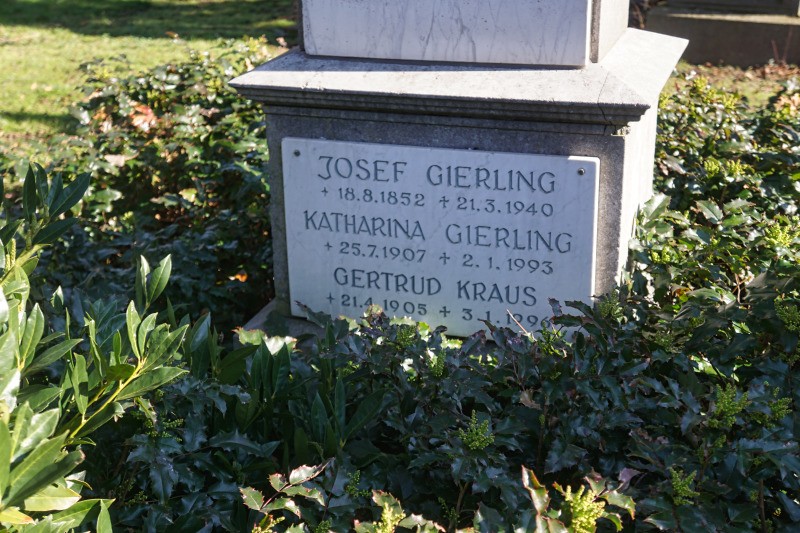 JOSEF GIERLING
+ 18.8.1852 + 21.3.1940
KATHARINA GIERLING
+ 25.7.1907 + 2.1.1993
GERTRUD KRAUS
+ 21.4.1905 +